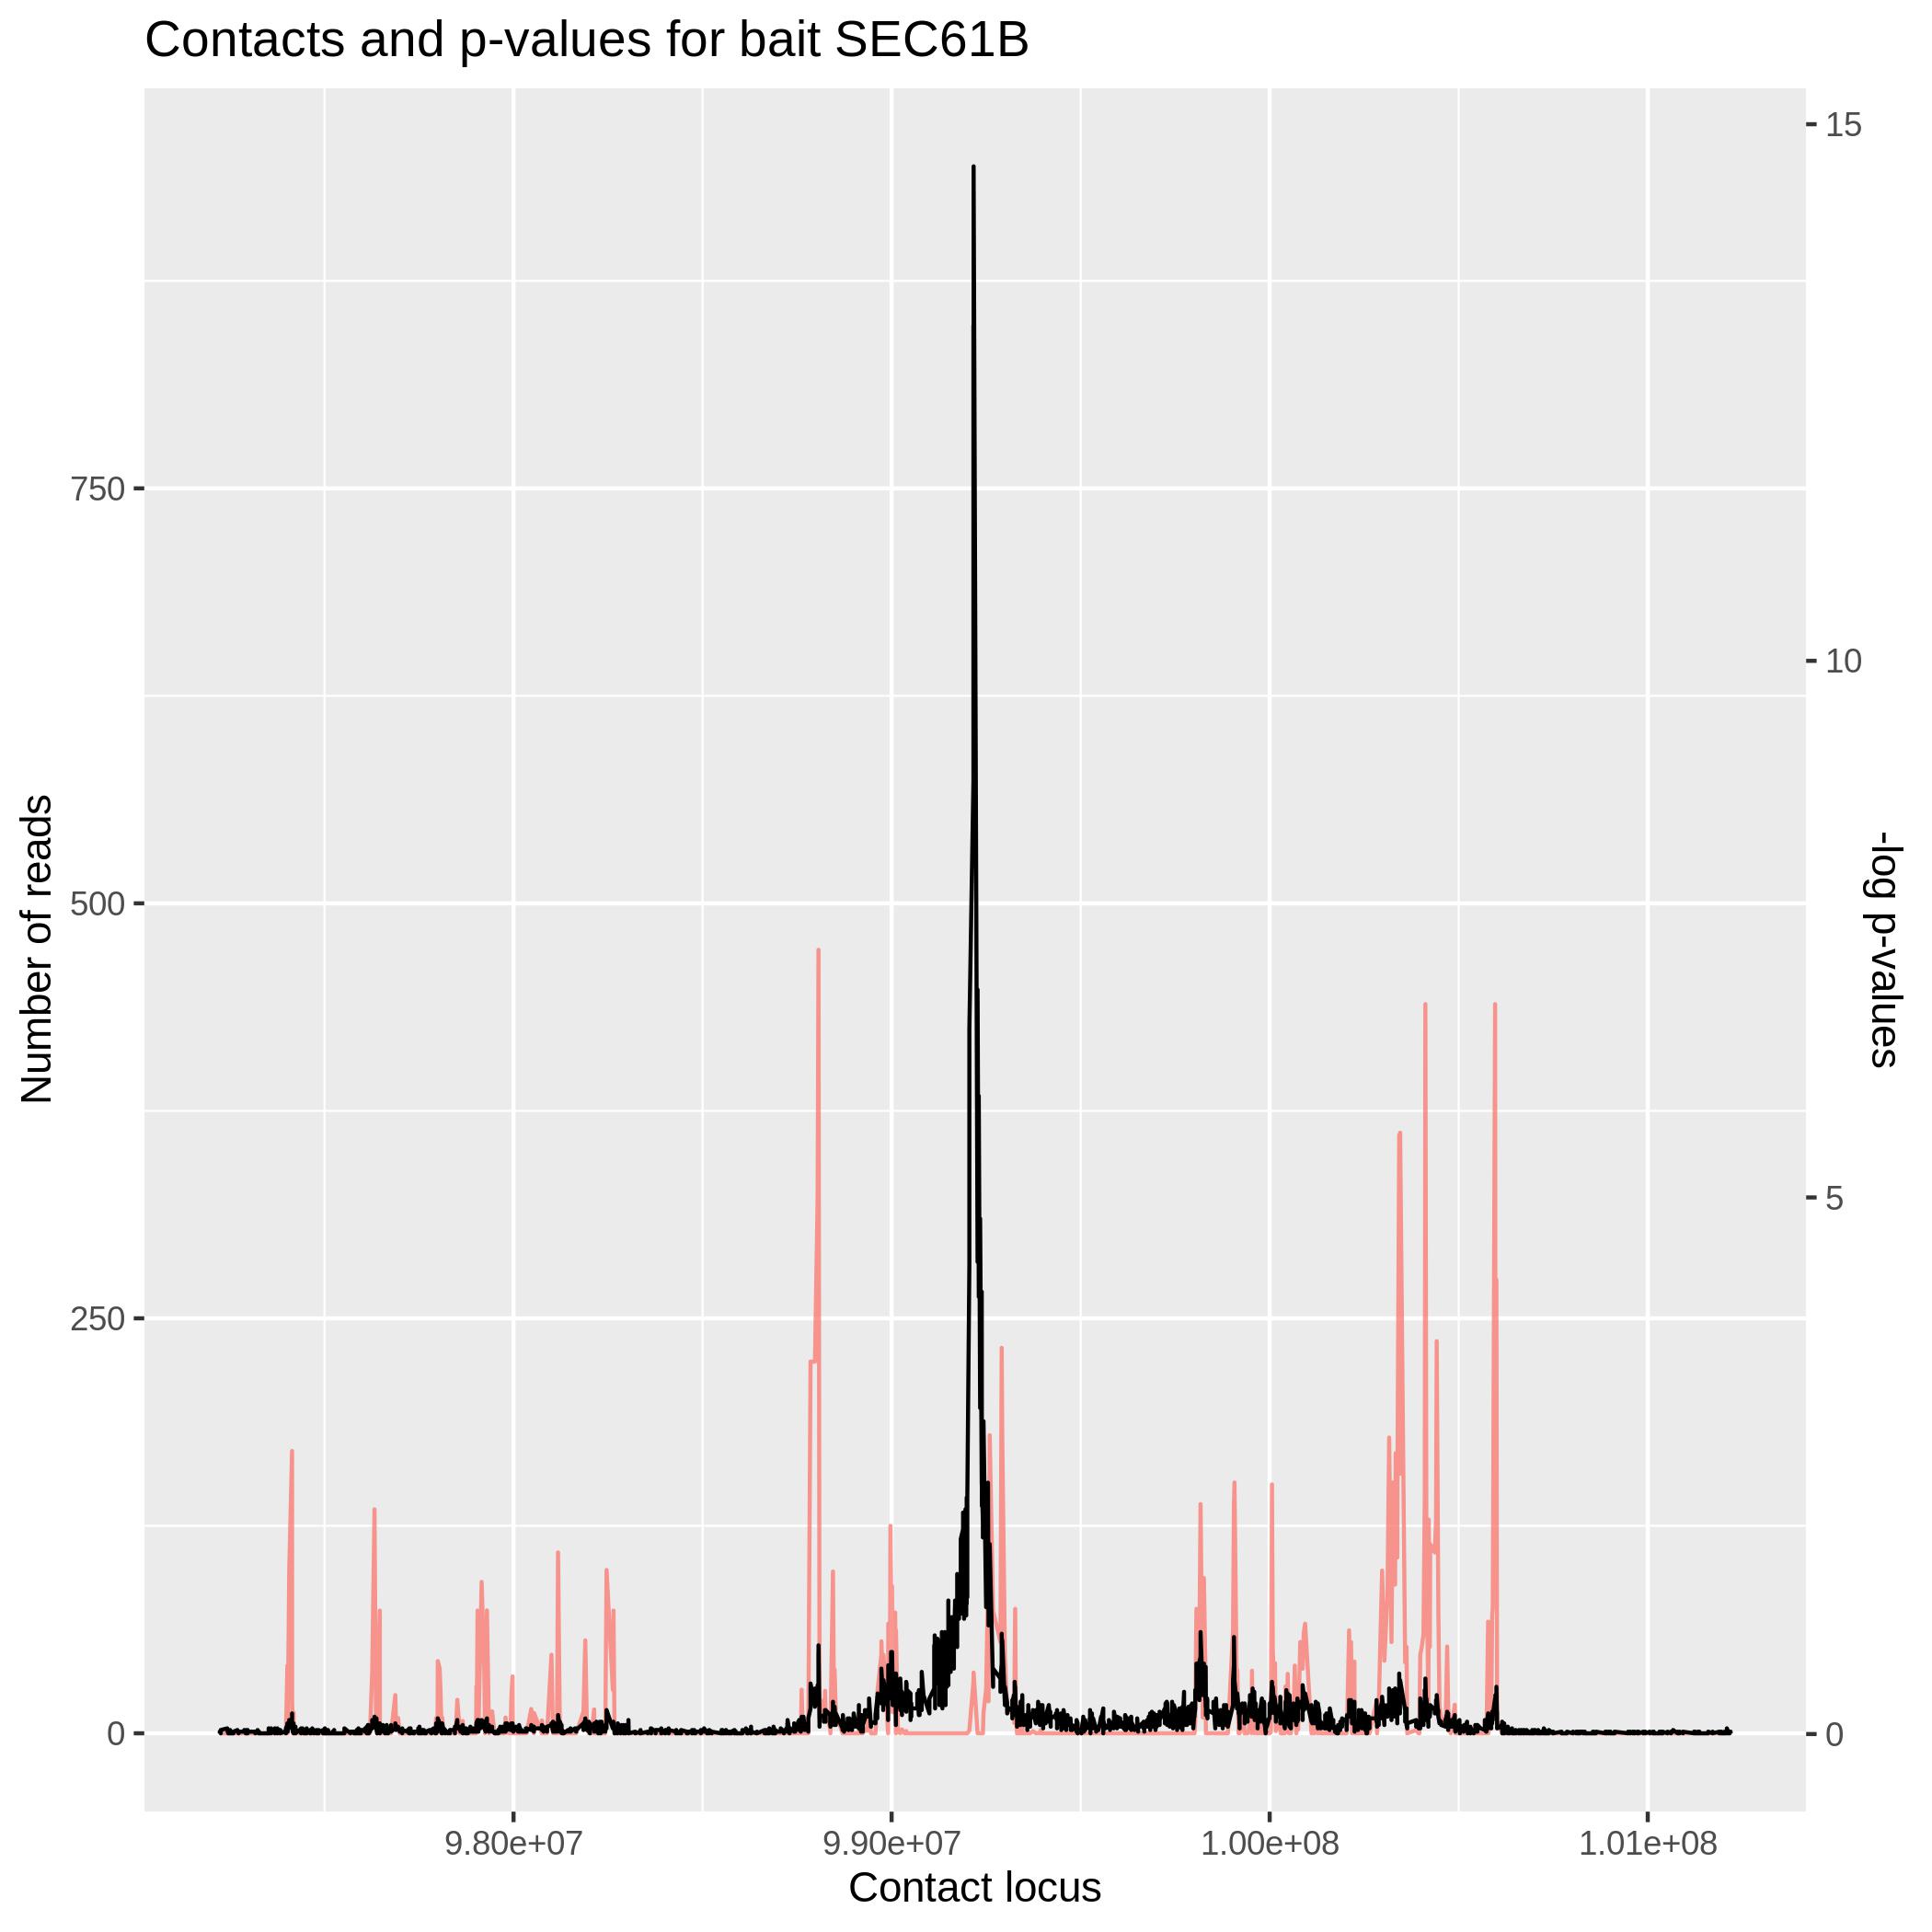 Contacts and p-values for bait SEC61B
Number of reads
750
500
250
0
15
10
5
0
-log p-values
9.80e+07
9.90e+07
1.00e+08
1.01e+08
Contact locus